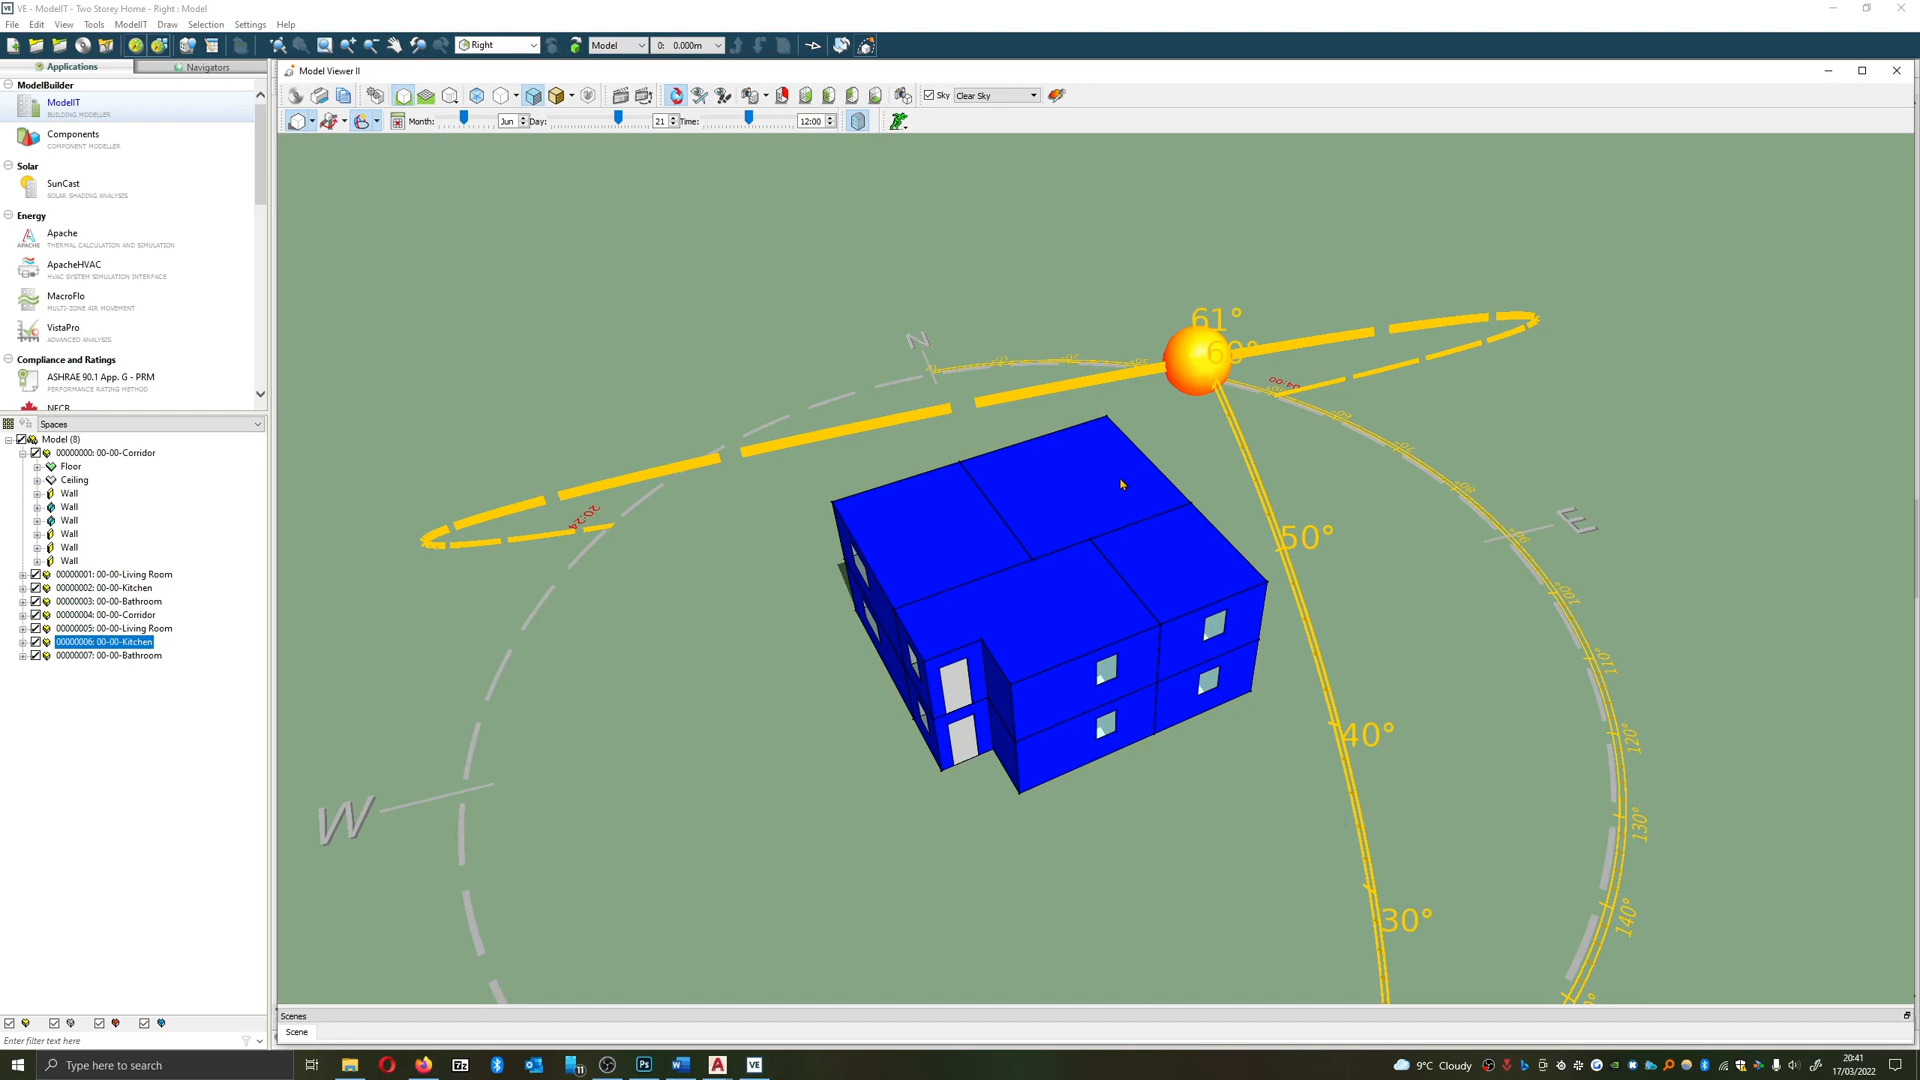 VE - ModelIT - Two Storey Home - Right : Model
File Edit View Tools ModelIT Draw Selection Settings Help
Right Model 0: 0.000m
Applications Navigators
Model Viewer II
Sky Clear Sky
Month: Jun Day: 21 Time: 12:00
ModelBuilder
ModelIT
BUILDING MODELLER
Components
COMPONENT MODELLER
Solar
SunCast
SOLAR SHADING ANALYSIS
Energy
Apache
THERMAL CALCULATION AND SIMULATION
APACHE
ApacheHVAC
HVAC SYSTEM SIMULATION INTERFACE
MacroFlo
MULTI-ZONE AIR MOVEMENT
VistaPro
ADVANCED ANALYSIS
Compliance and Ratings
ASHRAE 90.1 App. G - PRM
PERFORMANCE RATING METHOD
NECB
Spaces
Model (8)
00000000: 00-00-Corridor
Floor
Ceiling
Wall
Wall
Wall
Wall
Wall
Wall
00000001: 00-00-Living Room
00000002: 00-00-Kitchen
00000003: 00-00-Bathroom
00000004: 00-00-Corridor
00000005: 00-00-Living Room
00000006: 00-00-Kitchen
00000007: 00-00-Bathroom
Enter filter text here
61°
60°
N
04:00
50°
E
20:24
100°
110°
40°
120°
W
130°
30°
140°
Scenes
Scene
Type here to search
9°C Cloudy
20:41
17/03/2022